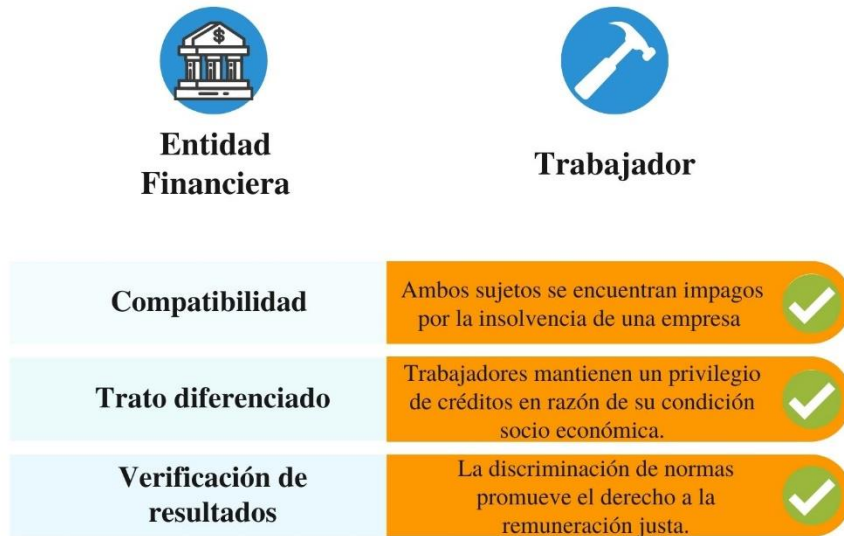 $
Entidad
Financiera
Trabajador
Compatibilidad
Ambos sujetos se encuentran impagos
por la insolvencia de una empresa
Trato diferenciado
Trabajadores mantienen un privilegio
de créditos en razón de su condición
socio económica.
Verificación de
resultados
La discriminación de normas
promueve el derecho a la
remuneración justa.